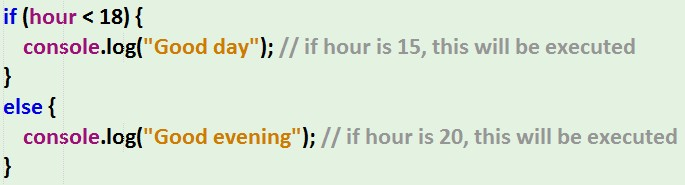 if (hour < 18) {
console.log("Good day"); // if hour is 15, this will be executed
}
else {
console.log("Good evening"); // if hour is 20, this will be executed
}